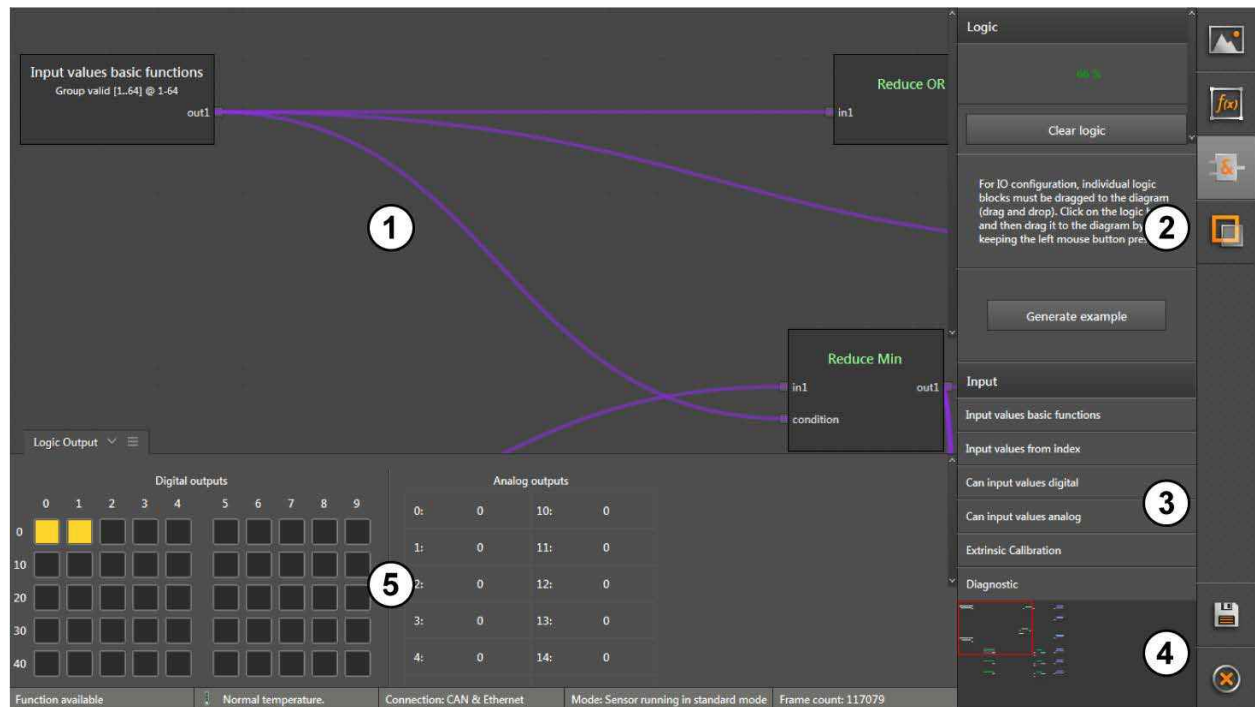 Input values basic functions
Group valid [1..64] @ 1-64
out1
Reduce OR
in1
1
Reduce Min
in1
out1
condition
Logic
66 %
Clear logic
For IO configuration, individual logic
blocks must be dragged to the diagram
(drag and drop). Click on the logic
and then drag it to the diagram by
keeping the left mouse button
2
Generate example
Input
Input values basic functions
Input values from index
Can input values digital
Can input values analog
3
Extrinsic Calibration
Diagnostic
4
f(x)
&
Logic Output
Digital outputs
0 1 2 3 4 5 6 7 8 9
0
10
20
30
40
5
Analog outputs
0: 0 10: 0
1: 0 11: 0
2: 0 12: 0
3: 0 13: 0
4: 0 14: 0
Function available
Normal temperature.
Connection: CAN & Ethernet
Mode: Sensor running in standard mode
Frame count: 117079